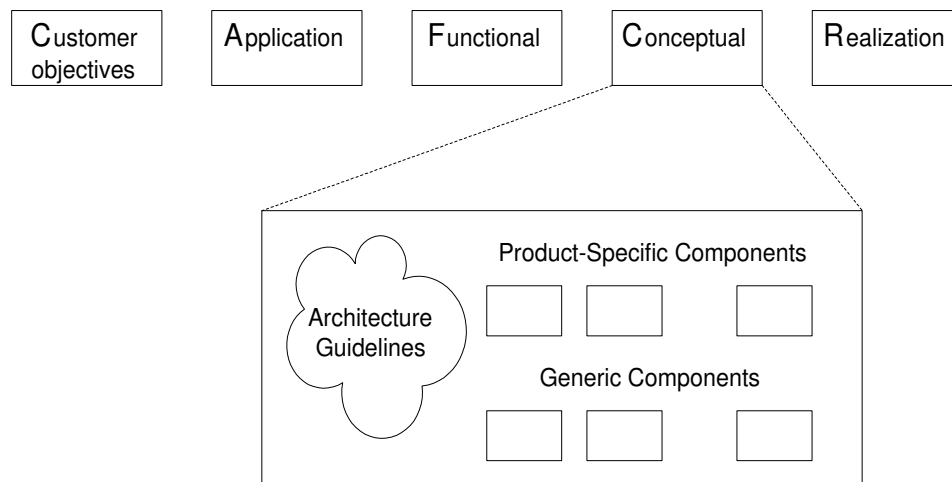 Customer
objectives
Application
Functional
Conceptual
Realization
Product-Specific Components
Architecture
Guidelines
Generic Components